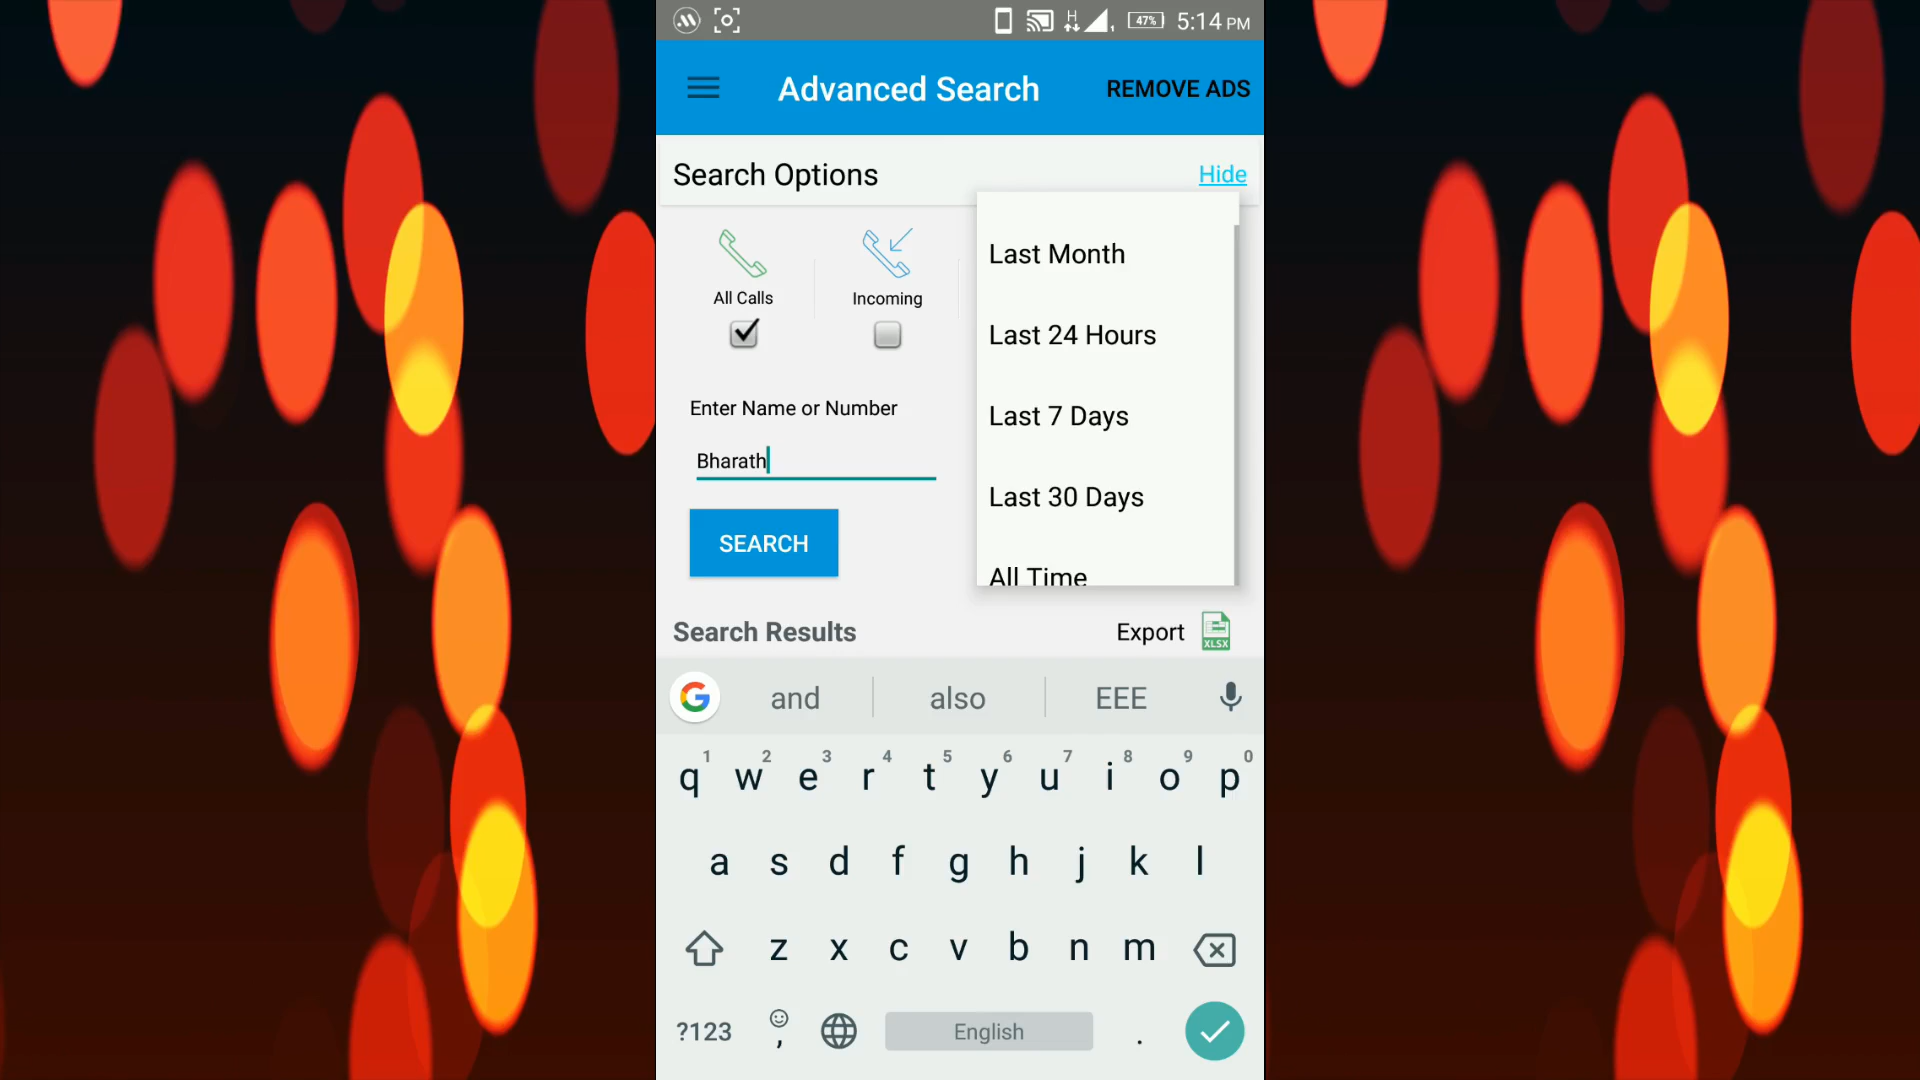 47% 5:14 PM
Advanced Search REMOVE ADS
Search Options Hide
All Calls Incoming
Last Month
Last 24 Hours
Last 7 Days
Last 30 Days
All Time
Enter Name or Number
Bharath
SEARCH
Search Results Export XLSX
G and also EEE
1 2 3 4 5 6 7 8 9 0
q w e r t y u i o p
a s d f g h j k l
z x c v b n m
?123 , English .